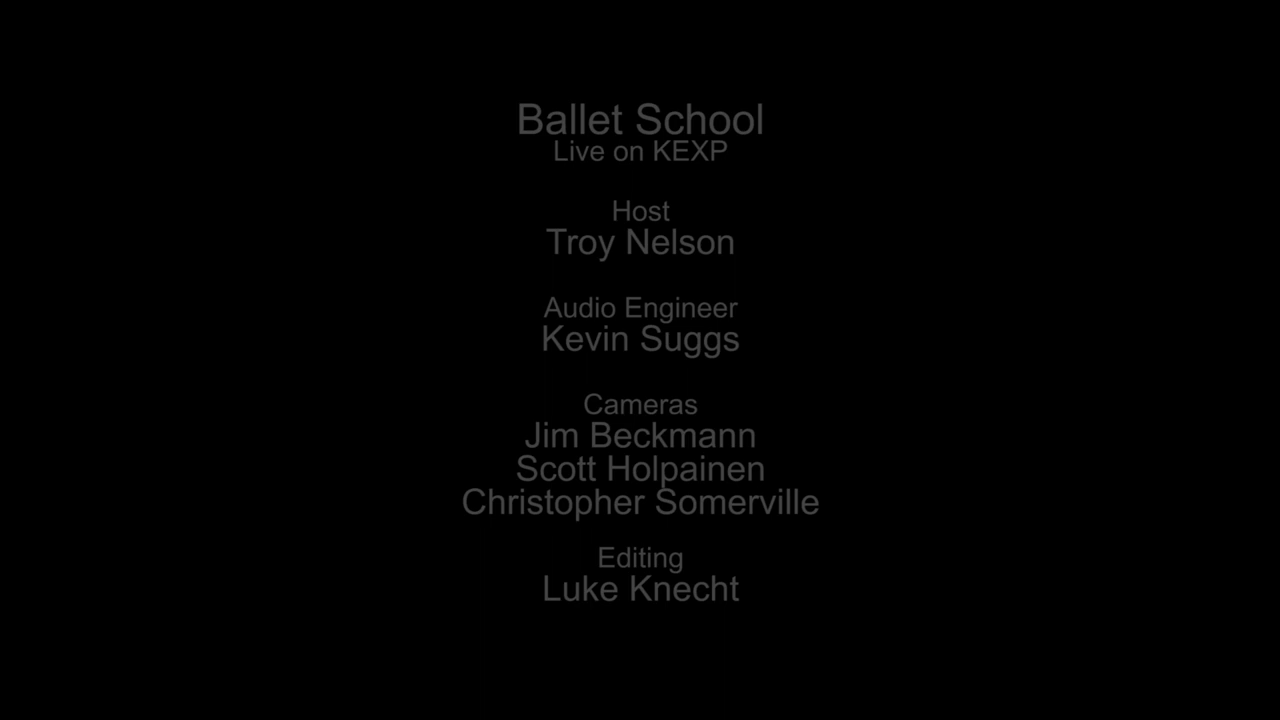 Ballet School
Live on KEXP
Host
Troy Nelson
Audio Engineer
Kevin Suggs
Cameras
Jim Beckmann
Scott Holpainen
Christopher Somerville
Editing
Luke Knecht